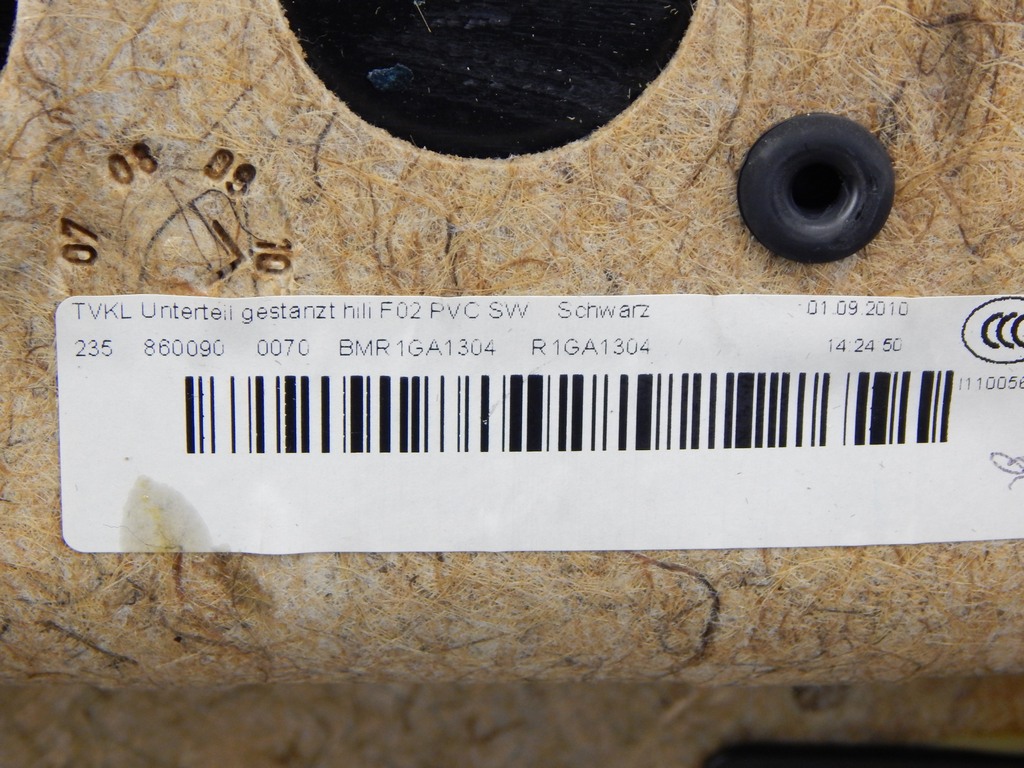 07 08 09 10
TVKL Unterteil gestanzt hili F02 PVC SW Schwarz 01.09.2010
235 860090 0070 BMR1GA1304 R1GA1304 14:24:50
CCC